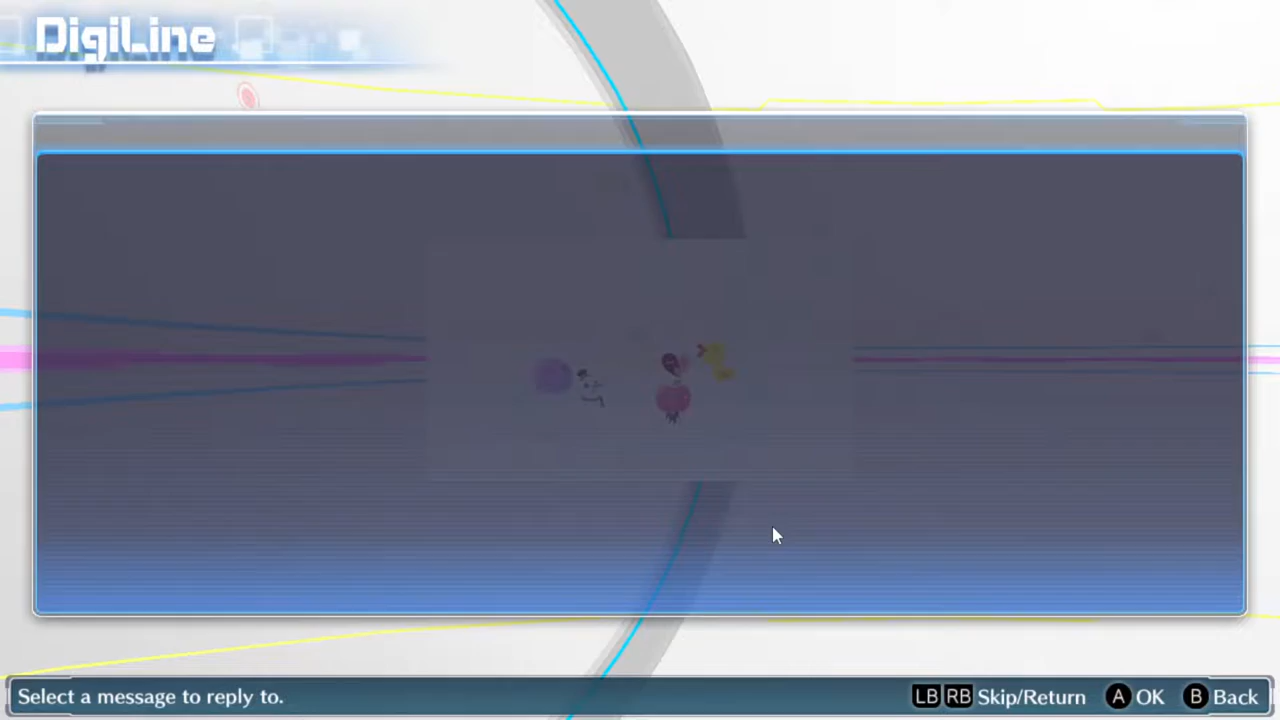 DigiLine
Select a message to reply to.
LB RB Skip/Return A OK B Back